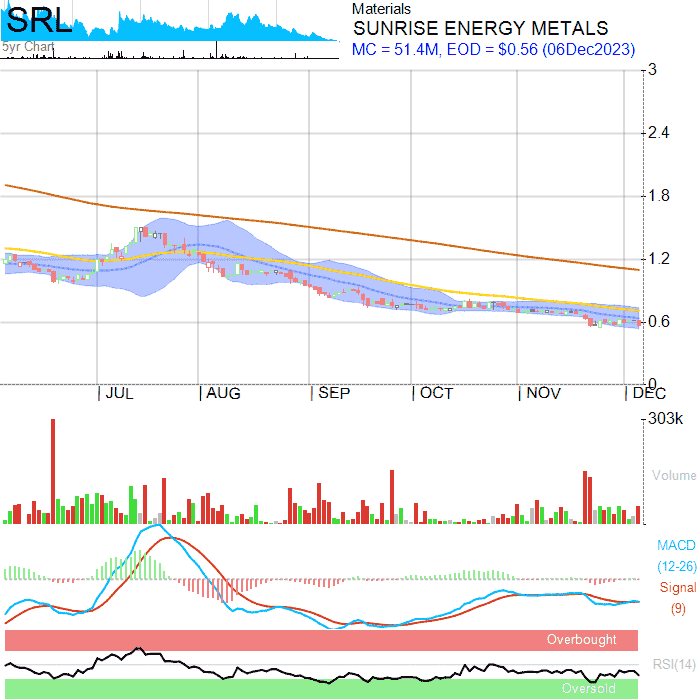 SRL
5yr Chart
Materials
SUNRISE ENERGY METALS
MC = 51.4M, EOD = $0.56 (06Dec2023)
3
2.4
1.8
1.2
0.6
0
JUL AUG SEP OCT NOV DEC
303k
Volume
MACD
(12-26)
Signal
(9)
Overbought
RSI(14)
Oversold